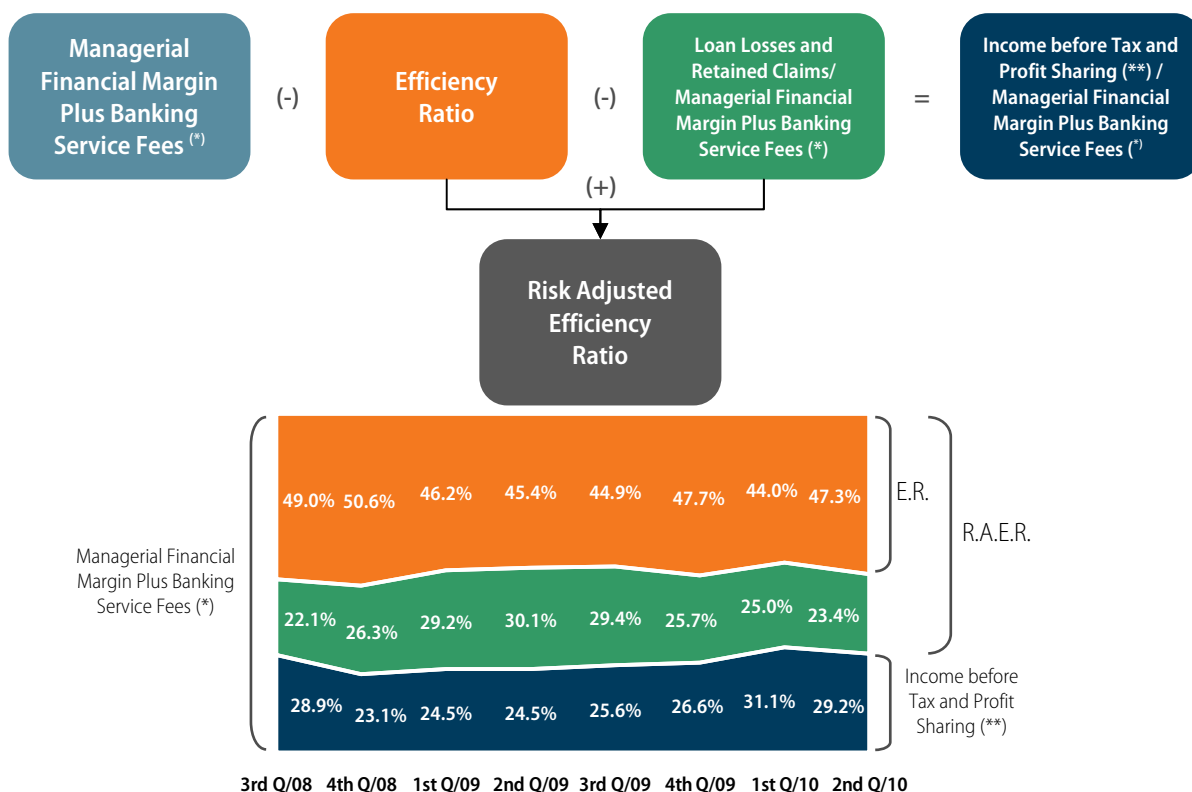 Managerial
Financial Margin
Plus Banking
Service Fees (*)
(-)
Efficiency
Ratio
(-)
Loan Losses and
Retained Claims/
Managerial Financial
Margin Plus Banking
Service Fees (*)
=
Income before Tax and
Profit Sharing (**) /
Managerial Financial
Margin Plus Banking
Service Fees (*)
(+)
Risk Adjusted
Efficiency
Ratio
49.0% 50.6% 46.2% 45.4% 44.9% 47.7% 44.0% 47.3%
E.R.
R.A.E.R.
Managerial Financial
Margin Plus Banking
Service Fees (*)
22.1% 26.3% 29.2% 30.1% 29.4% 25.7% 25.0% 23.4%
28.9% 23.1% 24.5% 24.5% 25.6% 26.6% 31.1% 29.2%
Income before
Tax and Profit
Sharing (**)
3rd Q/08 4th Q/08 1st Q/09 2nd Q/09 3rd Q/09 4th Q/09 1st Q/10 2nd Q/10